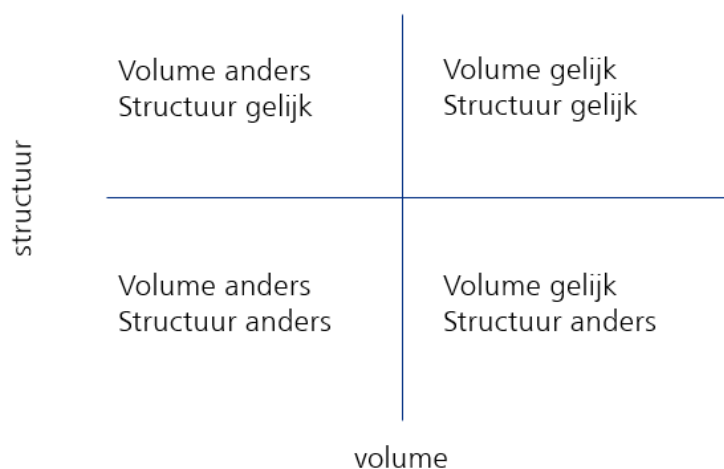 Volume anders
Structuur gelijk
Volume gelijk
Structuur gelijk
structuur
Volume anders
Structuur anders
Volume gelijk
Structuur anders
volume